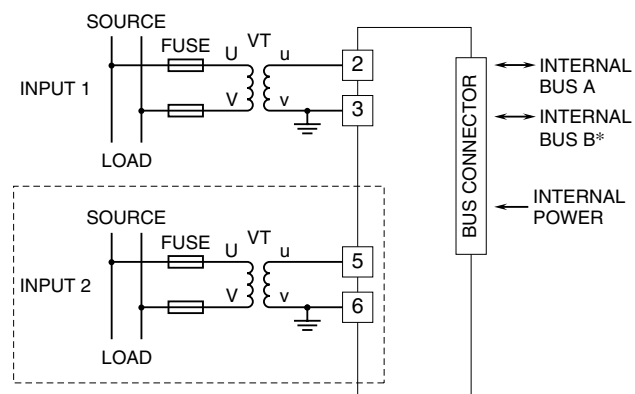 SOURCE
FUSE U VT u 2
INPUT 1
V v 3
LOAD
SOURCE
FUSE U VT u 5
INPUT 2
V v 6
LOAD
BUS CONNECTOR
INTERNAL
BUS A
INTERNAL
BUS B*
INTERNAL
POWER